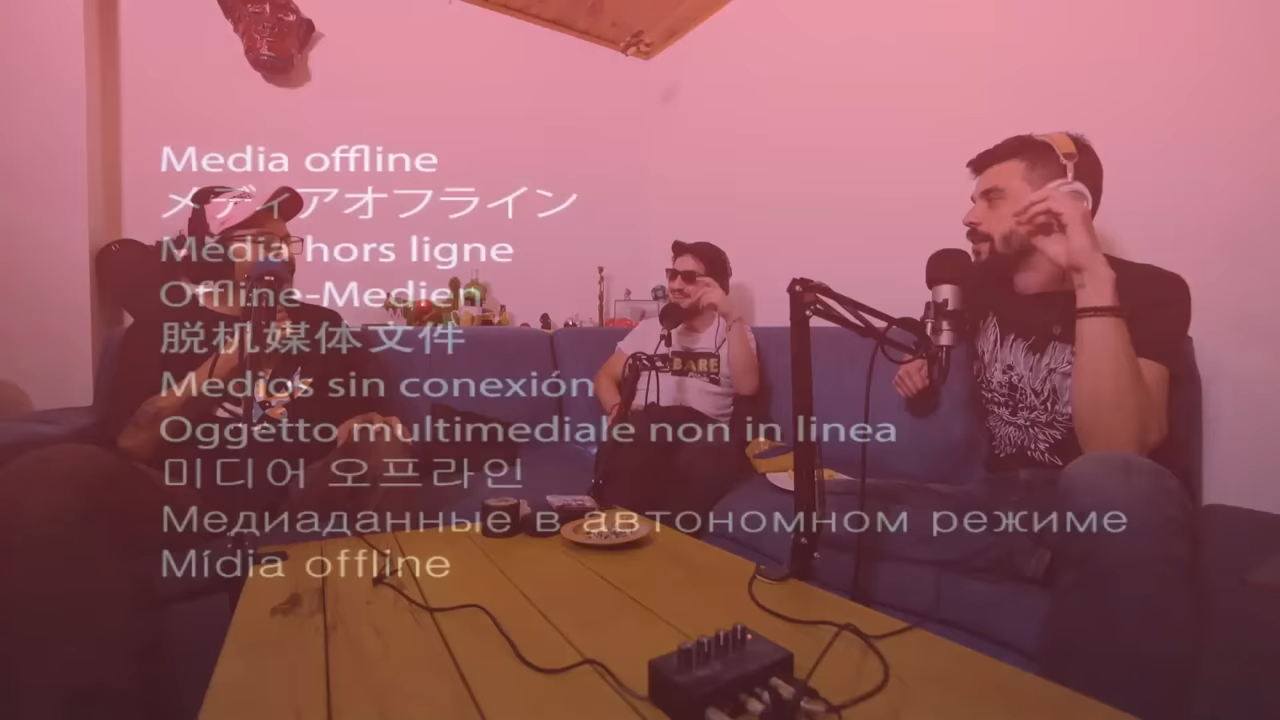 Media offline
メディアオフライン
Média hors ligne
Offline-Medien
脱机媒体文件
Medios sin conexión
Oggetto multimediale non in linea
미디어 오프라인
Медиаданные в автономном режиме
Mídia offline
BARE